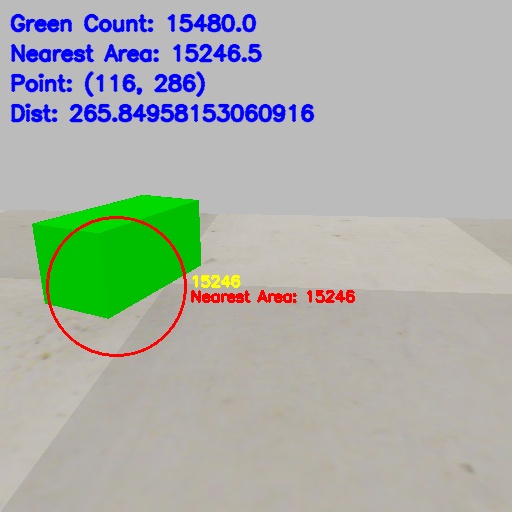 Green Count: 15480.0
Nearest Area: 15246.5
Point: (116, 286)
Dist: 265.84958153060916
15246
Nearest Area: 15246